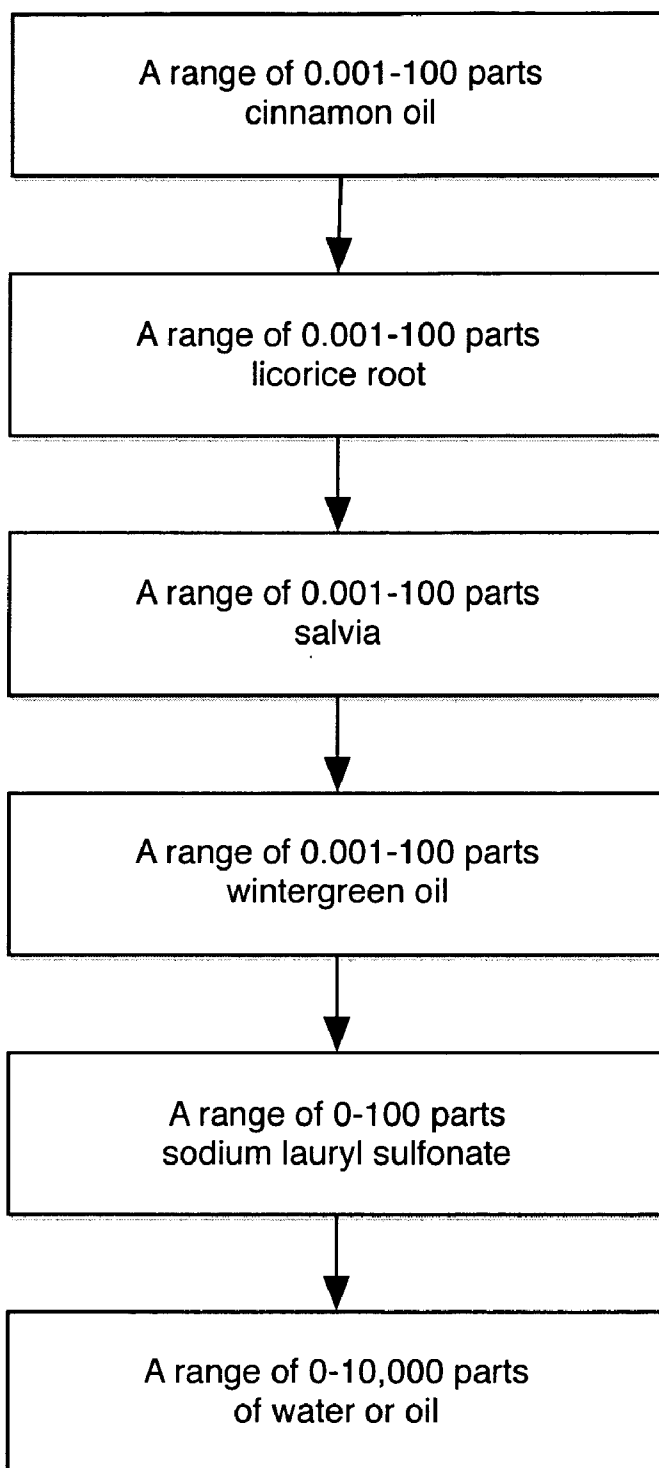 A range of 0.001-100 parts
cinnamon oil
A range of 0.001-100 parts
licorice root
A range of 0.001-100 parts
salvia
A range of 0.001-100 parts
wintergreen oil
A range of 0-100 parts
sodium lauryl sulfonate
A range of 0-10,000 parts
of water or oil